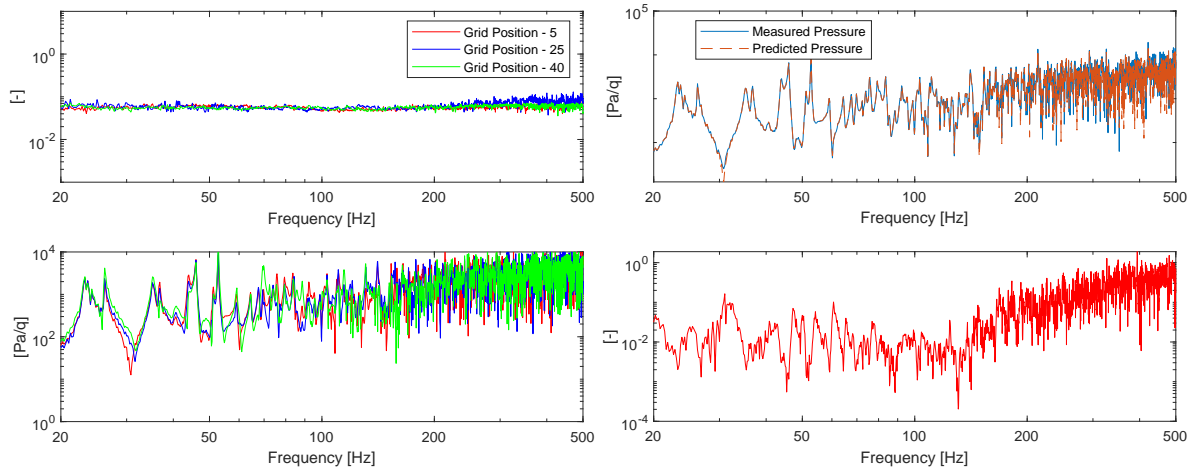 10^0
10^-2
[-]
Grid Position - 5
Grid Position - 25
Grid Position - 40
20
50
100
200
500
Frequency [Hz]
10^5
[Pa/q]
Measured Pressure
Predicted Pressure
20
50
100
200
500
Frequency [Hz]
10^4
10^2
10^0
[Pa/q]
20
50
100
200
500
Frequency [Hz]
10^0
10^-2
10^-4
[-]
20
50
100
200
500
Frequency [Hz]